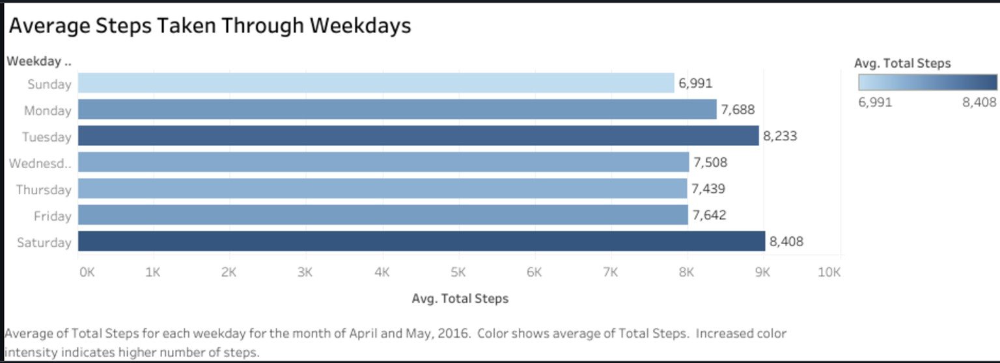 Average Steps Taken Through Weekdays
Weekday ..
Avg. Total Steps
6,991 8,408
Sunday 6,991
Monday 7,688
Tuesday 8,233
Wednesd.. 7,508
Thursday 7,439
Friday 7,642
Saturday 8,408
0K 1K 2K 3K 4K 5K 6K 7K 8K 9K 10K
Avg. Total Steps
Average of Total Steps for each weekday for the month of April and May, 2016. Color shows average of Total Steps. Increased color
intensity indicates higher number of steps.